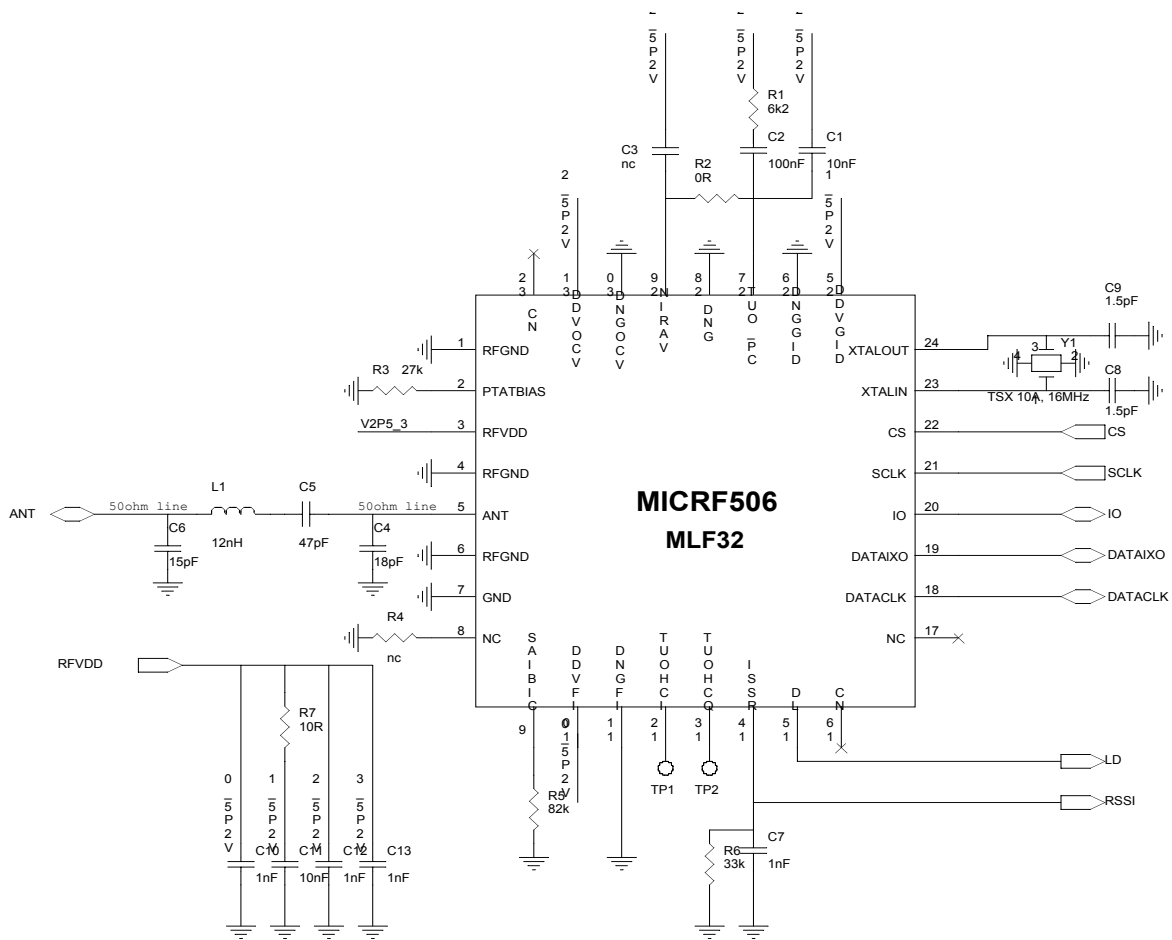 V2P5_2
V2P5_2
V2P5_2
R1
6k2
C3
nc
R2
0R
C2
100nF
C1
10nF
V2P5_2
V2P5_1
32
31
30
29
28
27
26
25
NC
VCOVDD
VCOGND
VARIN
GND
CP_OUT
DIGGND
DIGVDD
1 RFGND
R3 27k
2 PTATBIAS
V2P5_3
3 RFVDD
4 RFGND
ANT
50ohm line
L1
12nH
C5
47pF
50ohm line
5 ANT
C6
15pF
C4
18pF
6 RFGND
7 GND
R4
nc
8 NC
MICRF506
MLF32
XTALOUT 24
C9
1.5pF
3
Y1
4
2
1
XTALIN 23
C8
1.5pF
TSX 10A, 16MHz
CS 22 CS
SCLK 21 SCLK
IO 20 IO
DATAIXO 19 DATAIXO
DATACLK 18 DATACLK
NC 17
CIBIAS
IFVDD
IFGND
ICHOUT
QCHOUT
RSSI
LD
NC
9
10
11
12
13
14
15
16
V2P5_0
R5
82k
TP1
TP2
LD
RSSI
R6
33k
C7
1nF
RFVDD
R7
10R
V2P5_0
V2P5_1
V2P5_2
V2P5_3
C10
1nF
C11
10nF
C12
1nF
C13
1nF